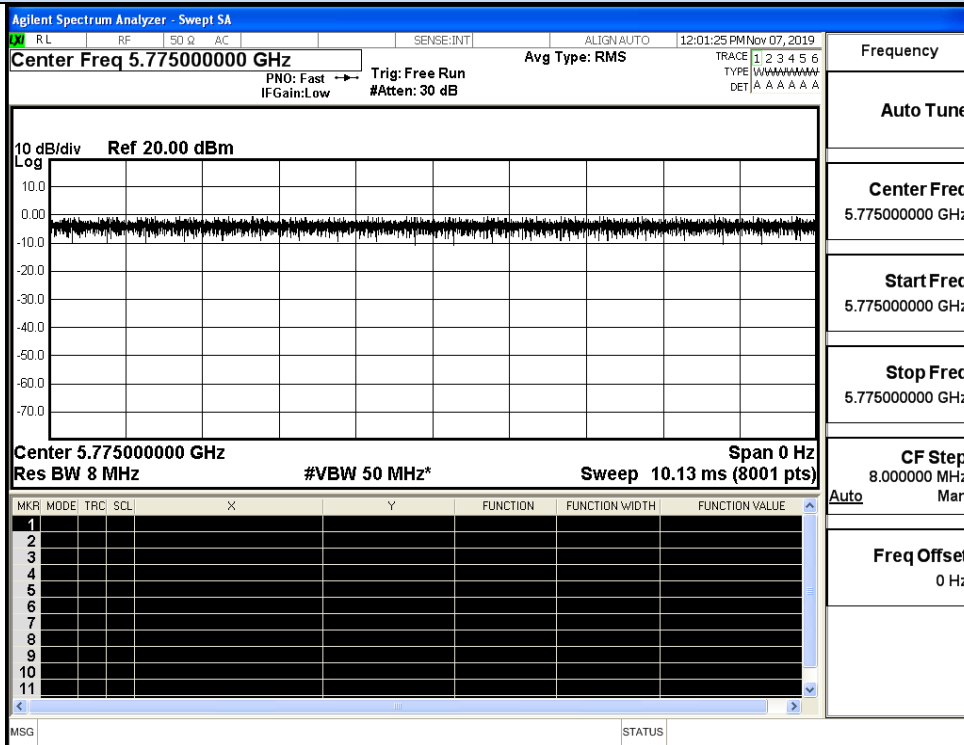 Agilent Spectrum Analyzer - Swept SA
LXI RL RF 50 Ω AC SENSE:INT ALIGN AUTO 12:01:25 PM Nov 07, 2019
Center Freq 5.775000000 GHz
PNO: Fast
IFGain:Low
Trig: Free Run
#Atten: 30 dB
Avg Type: RMS
TRACE 1 2 3 4 5 6
TYPE WWWWWW
DET A A A A A A
10 dB/div Ref 20.00 dBm
Log
10.0
0.00
-10.0
-20.0
-30.0
-40.0
-50.0
-60.0
-70.0
Center 5.775000000 GHz Span 0 Hz
Res BW 8 MHz #VBW 50 MHz* Sweep 10.13 ms (8001 pts)
MKR MODE TRC SCL X Y FUNCTION FUNCTION WIDTH FUNCTION VALUE
1
2
3
4
5
6
7
8
9
10
11
MSG STATUS
Frequency
Auto Tune
Center Freq
5.775000000 GHz
Start Freq
5.775000000 GHz
Stop Freq
5.775000000 GHz
CF Step
8.000000 MHz
Auto Man
Freq Offset
0 Hz